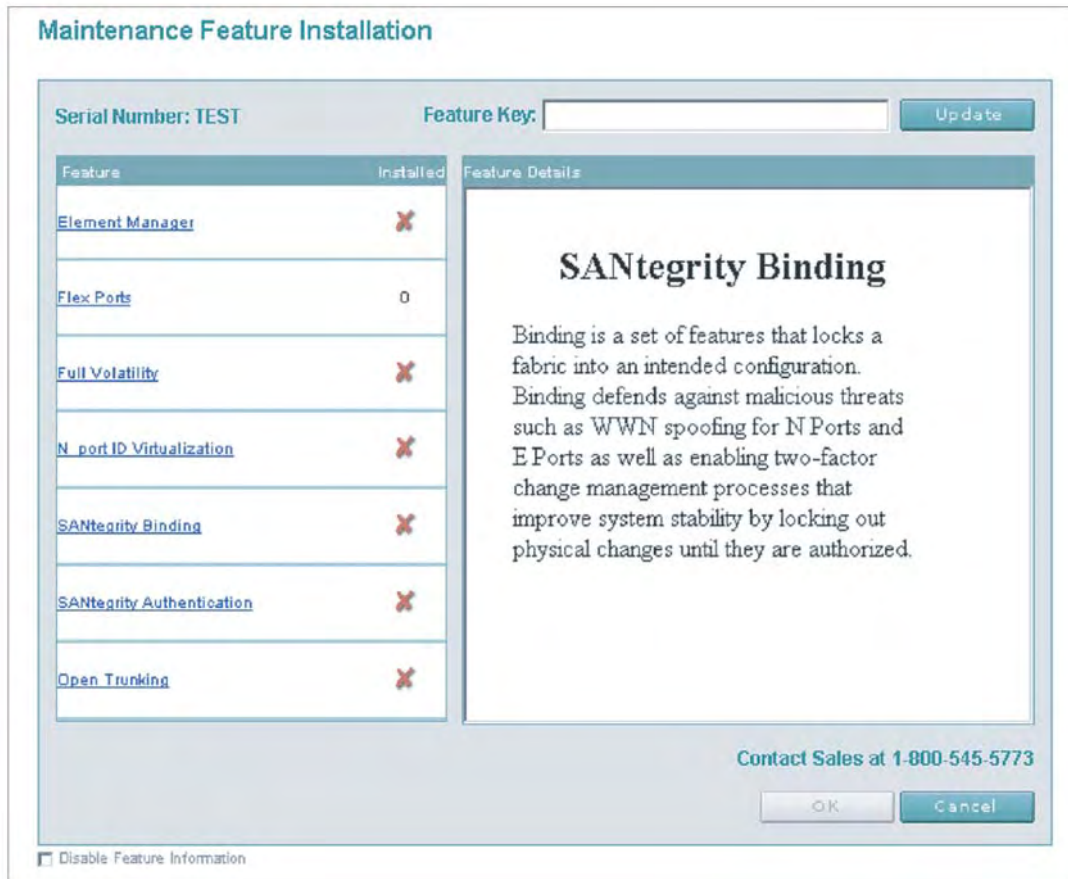 Maintenance Feature Installation
Serial Number: TEST
Feature Key:
Update
Feature Installed
Element Manager
Flex Ports 0
Full Volatility
N_port ID Virtualization
SANtegrity Binding
SANtegrity Authentication
Open Trunking
Feature Details
SANtegrity Binding
Binding is a set of features that locks a
fabric into an intended configuration.
Binding defends against malicious threats
such as WWN spoofing for N Ports and
E Ports as well as enabling two-factor
change management processes that
improve system stability by locking out
physical changes until they are authorized.
Contact Sales at 1-800-545-5773
OK
Cancel
Disable Feature Information